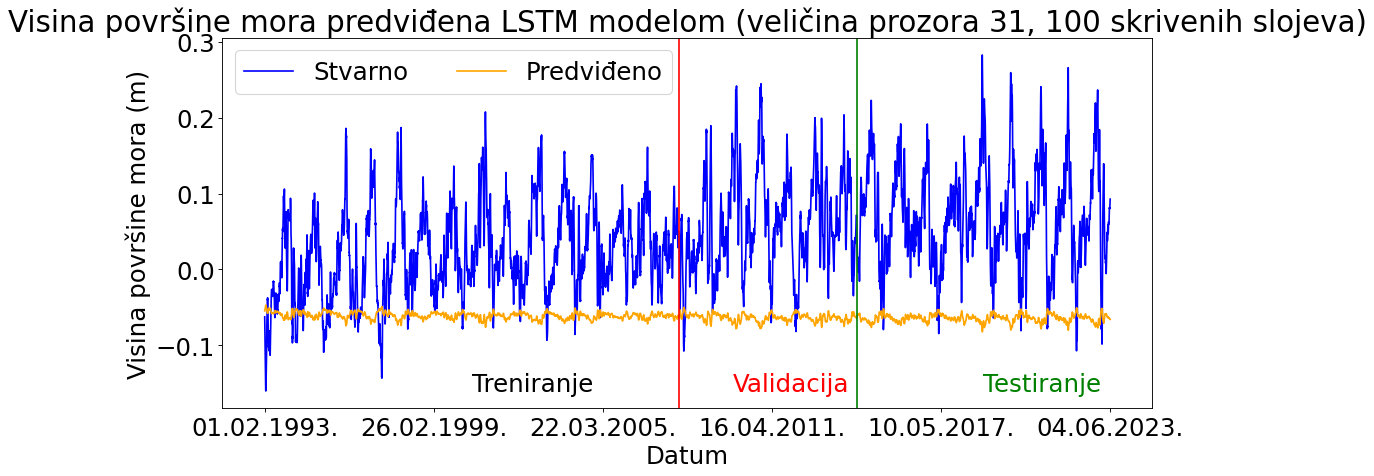 Visina površine mora predviđena LSTM modelom (veličina prozora 31, 100 skrivenih slojeva)
Stvarno
Predviđeno
Visina površine mora (m)
0.3
0.2
0.1
0.0
−0.1
Treniranje
Validacija
Testiranje
01.02.1993.
26.02.1999.
22.03.2005.
16.04.2011.
10.05.2017.
04.06.2023.
Datum